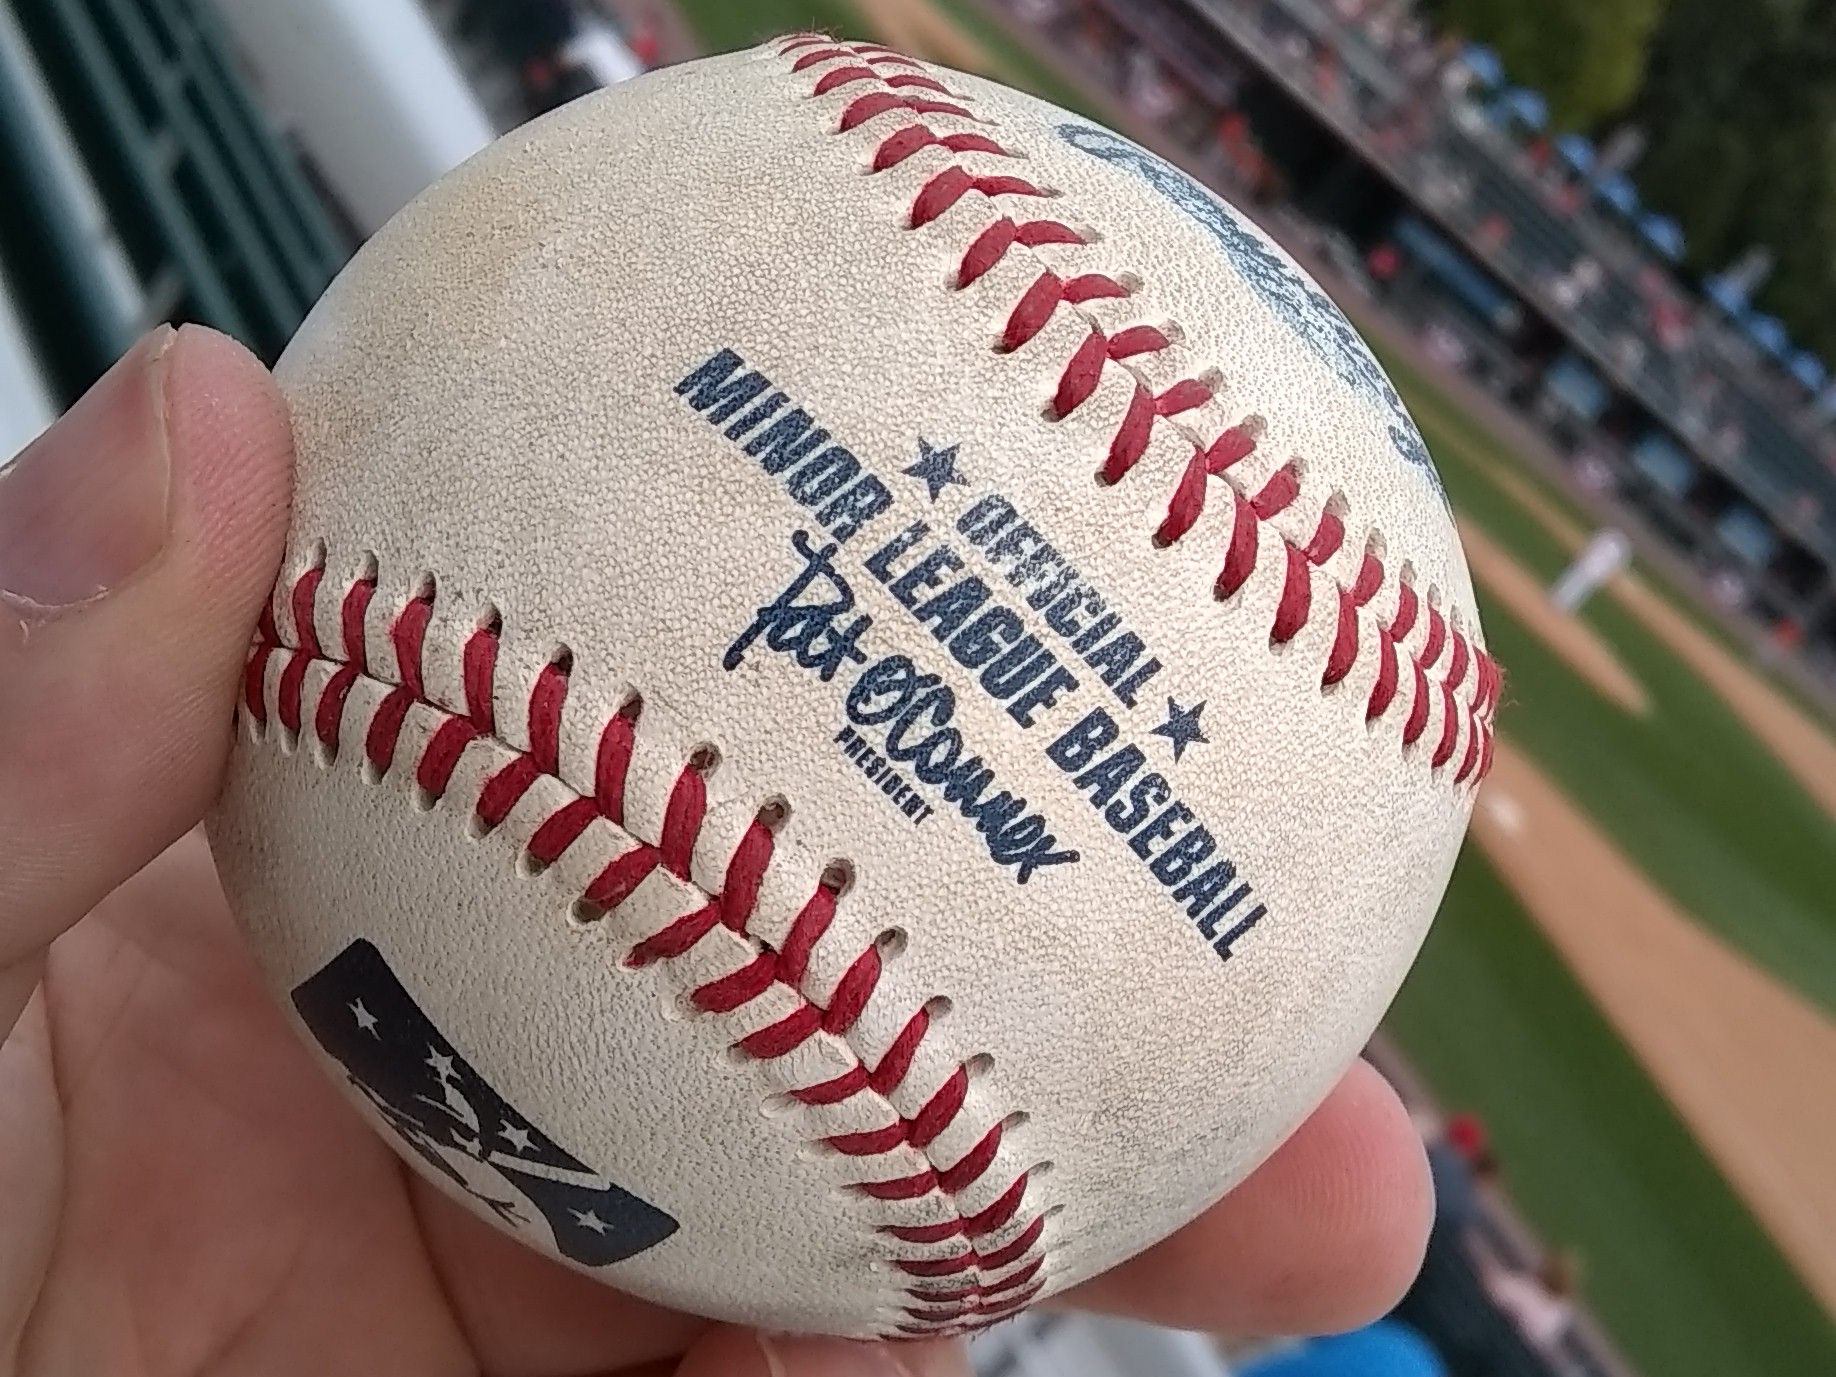 ★ OFFICIAL ★
MINOR LEAGUE BASEBALL
Pat O'Conner
PRESIDENT